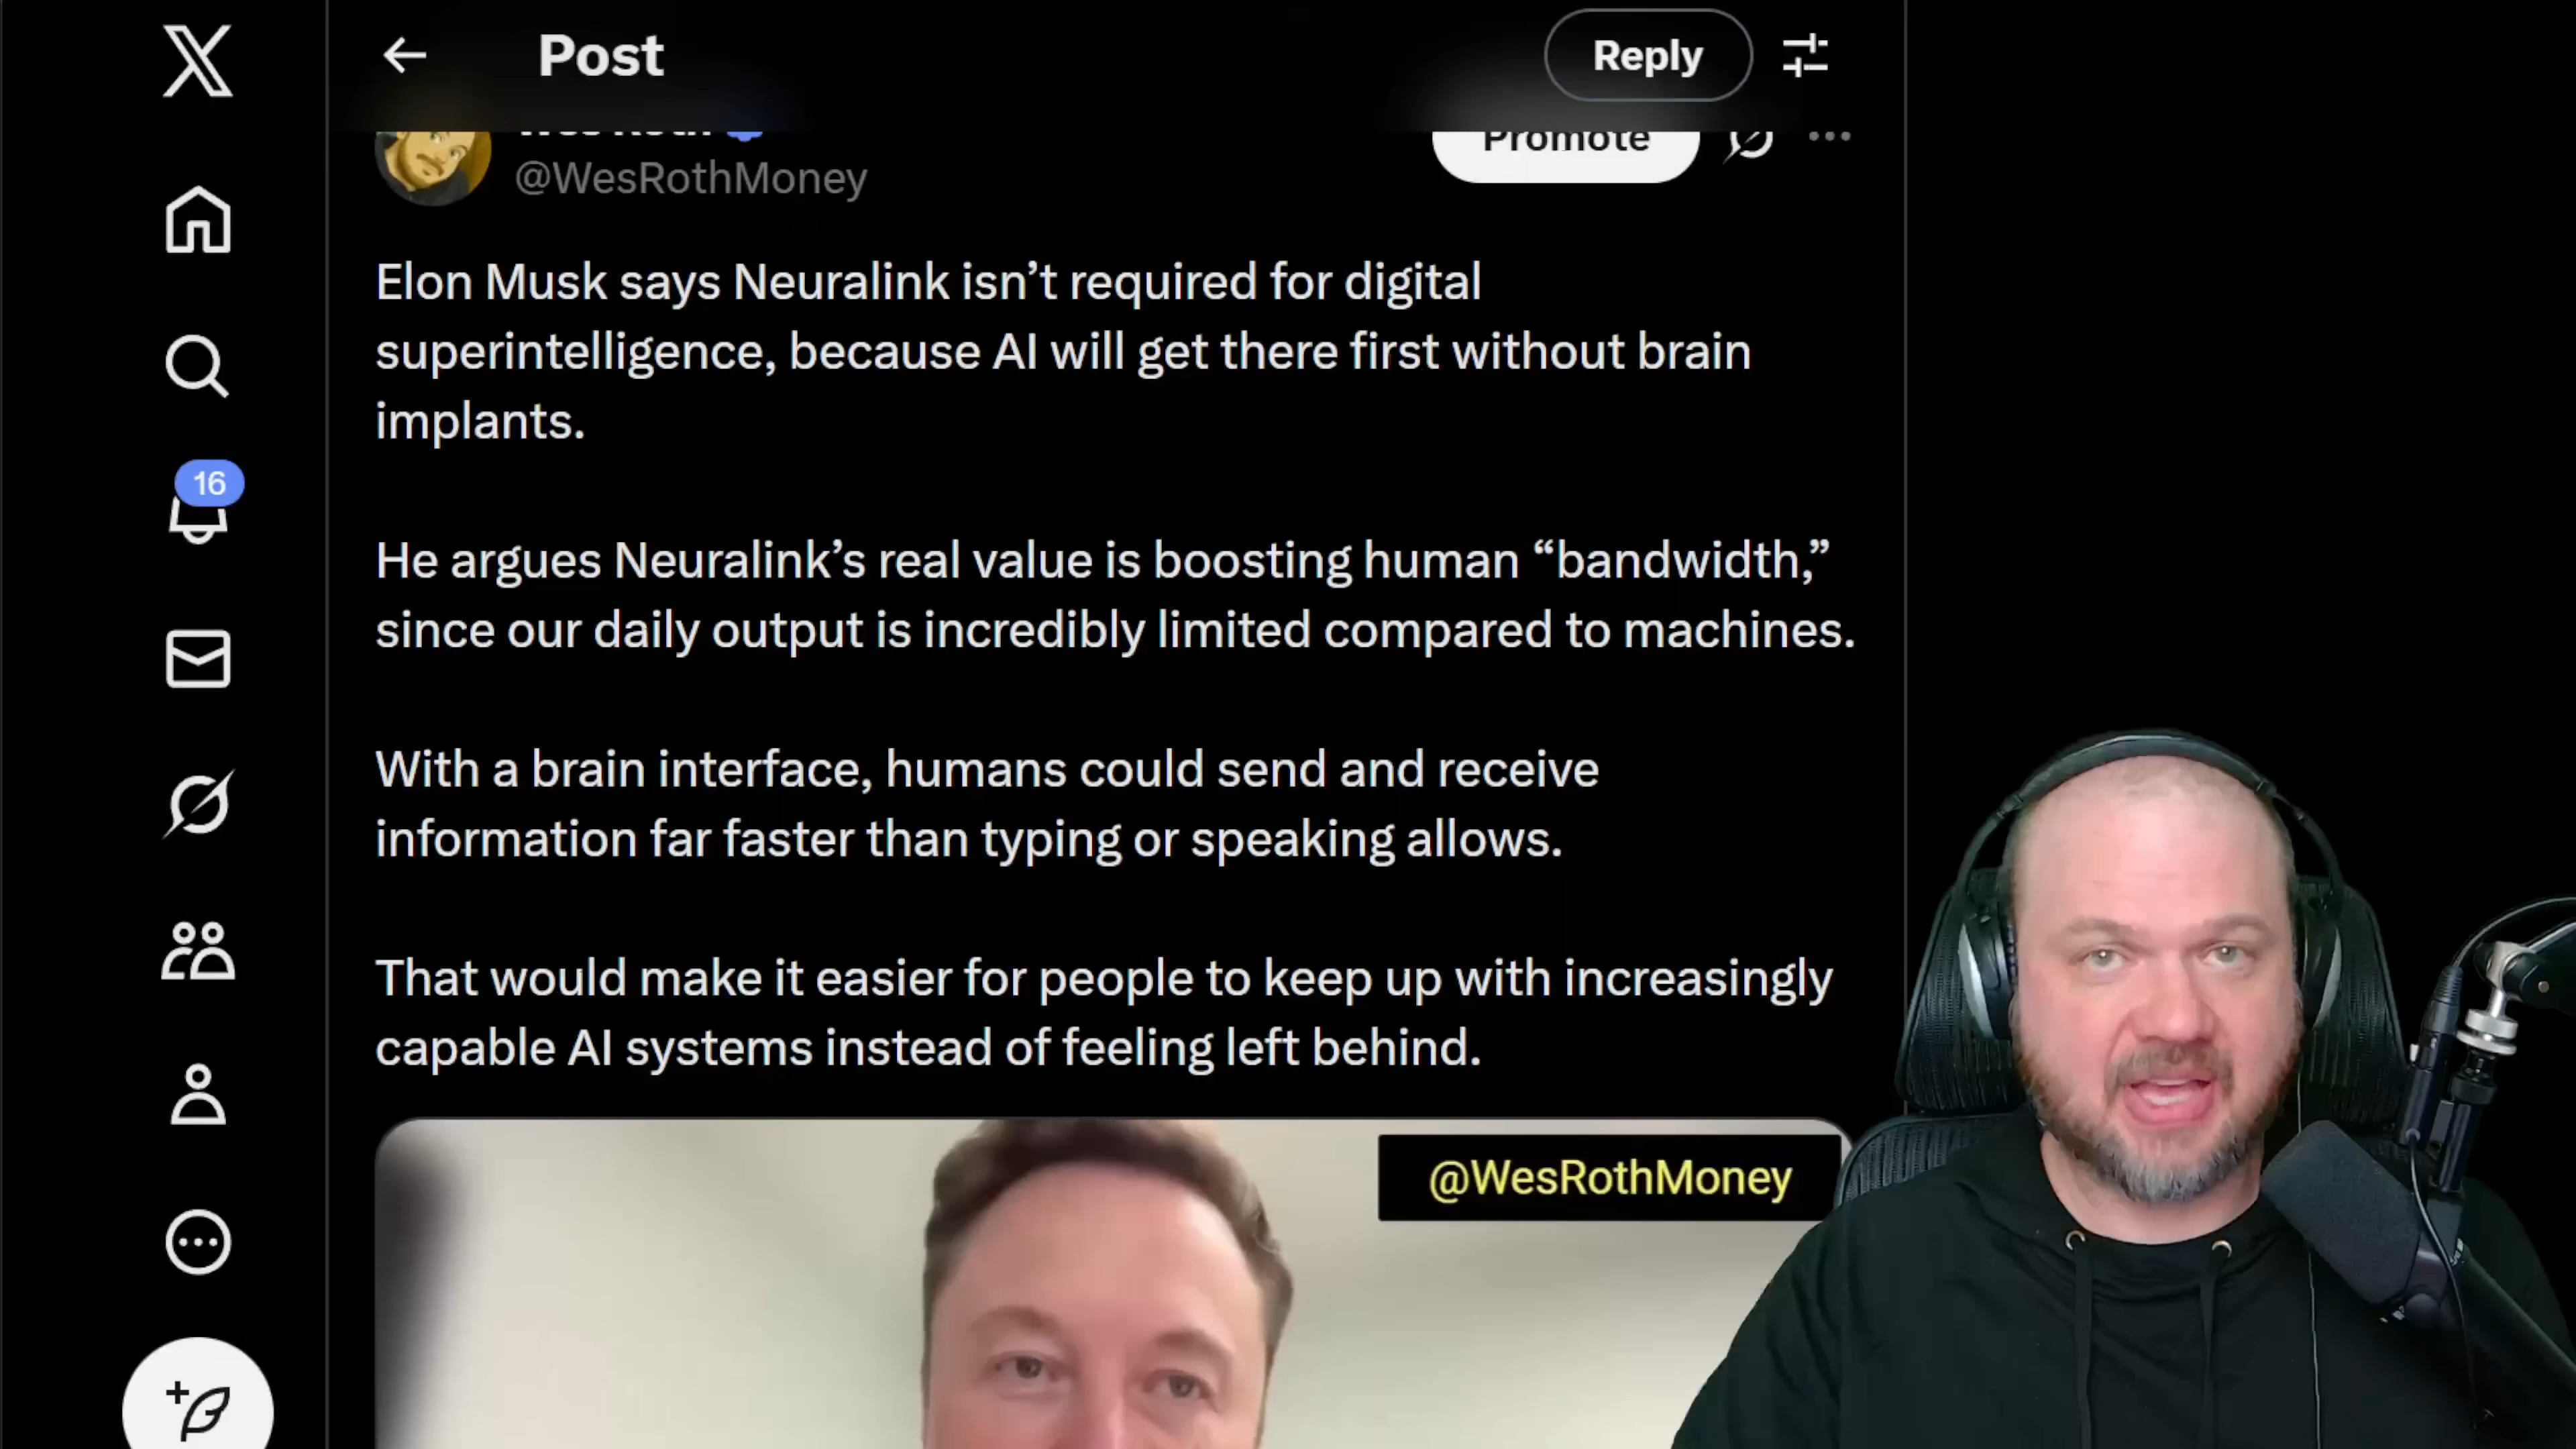 Post
Reply
Wes Roth
@WesRothMoney
Promote
Elon Musk says Neuralink isn’t required for digital
superintelligence, because AI will get there first without brain
implants.
16
He argues Neuralink’s real value is boosting human “bandwidth,”
since our daily output is incredibly limited compared to machines.
With a brain interface, humans could send and receive
information far faster than typing or speaking allows.
That would make it easier for people to keep up with increasingly
capable AI systems instead of feeling left behind.
@WesRothMoney